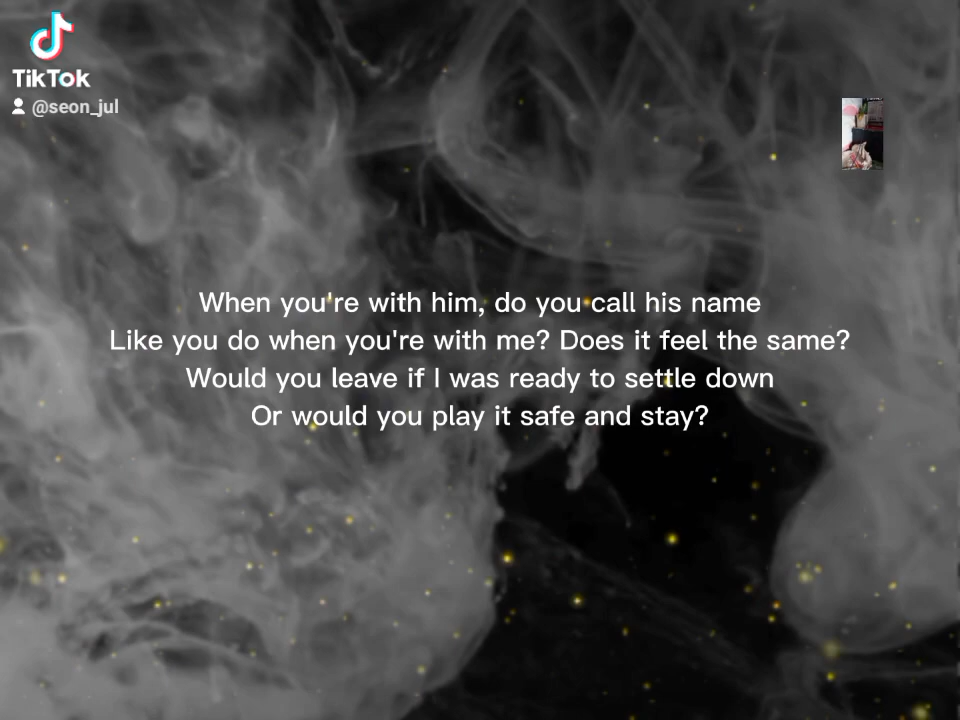 TikTok
@seon_jul
When you're with him, do you call his name
Like you do when you're with me? Does it feel the same?
Would you leave if I was ready to settle down
Or would you play it safe and stay?